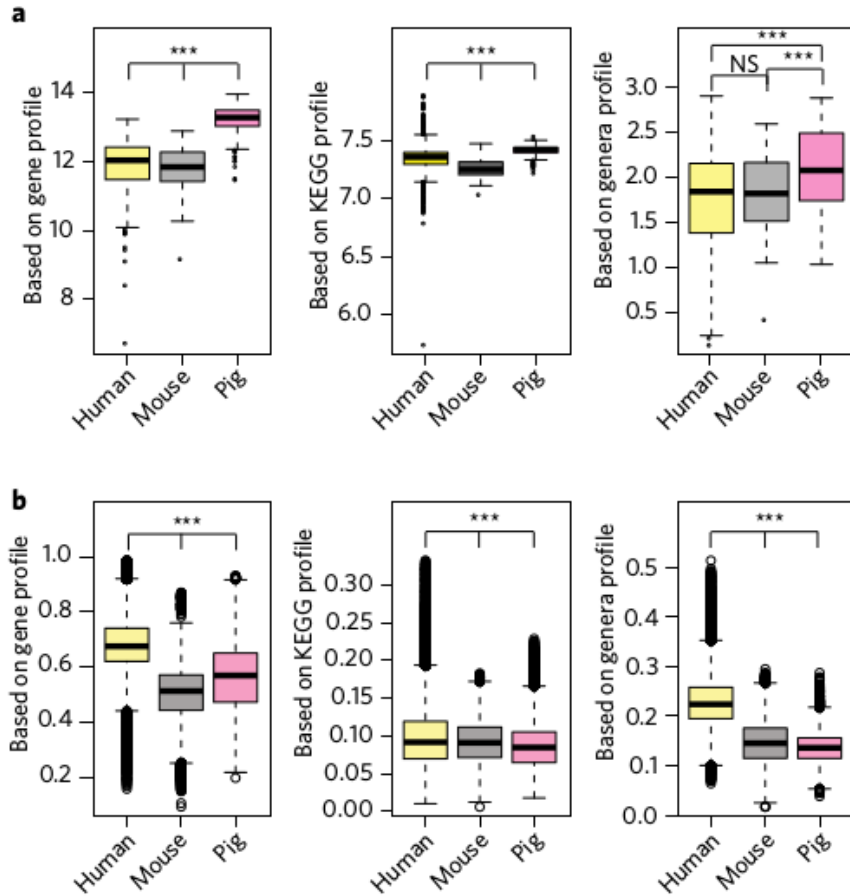 a
Based on gene profile
14
12
10
8
***
Human
Mouse
Pig
Based on KEGG profile
7.5
7.0
6.5
6.0
***
Human
Mouse
Pig
Based on genera profile
3.0
2.5
2.0
1.5
1.0
0.5
***
NS
***
Human
Mouse
Pig
b
Based on gene profile
1.0
0.8
0.6
0.4
0.2
***
Human
Mouse
Pig
Based on KEGG profile
0.30
0.25
0.20
0.15
0.10
0.05
0.00
***
Human
Mouse
Pig
Based on genera profile
0.5
0.4
0.3
0.2
0.1
0.0
***
Human
Mouse
Pig